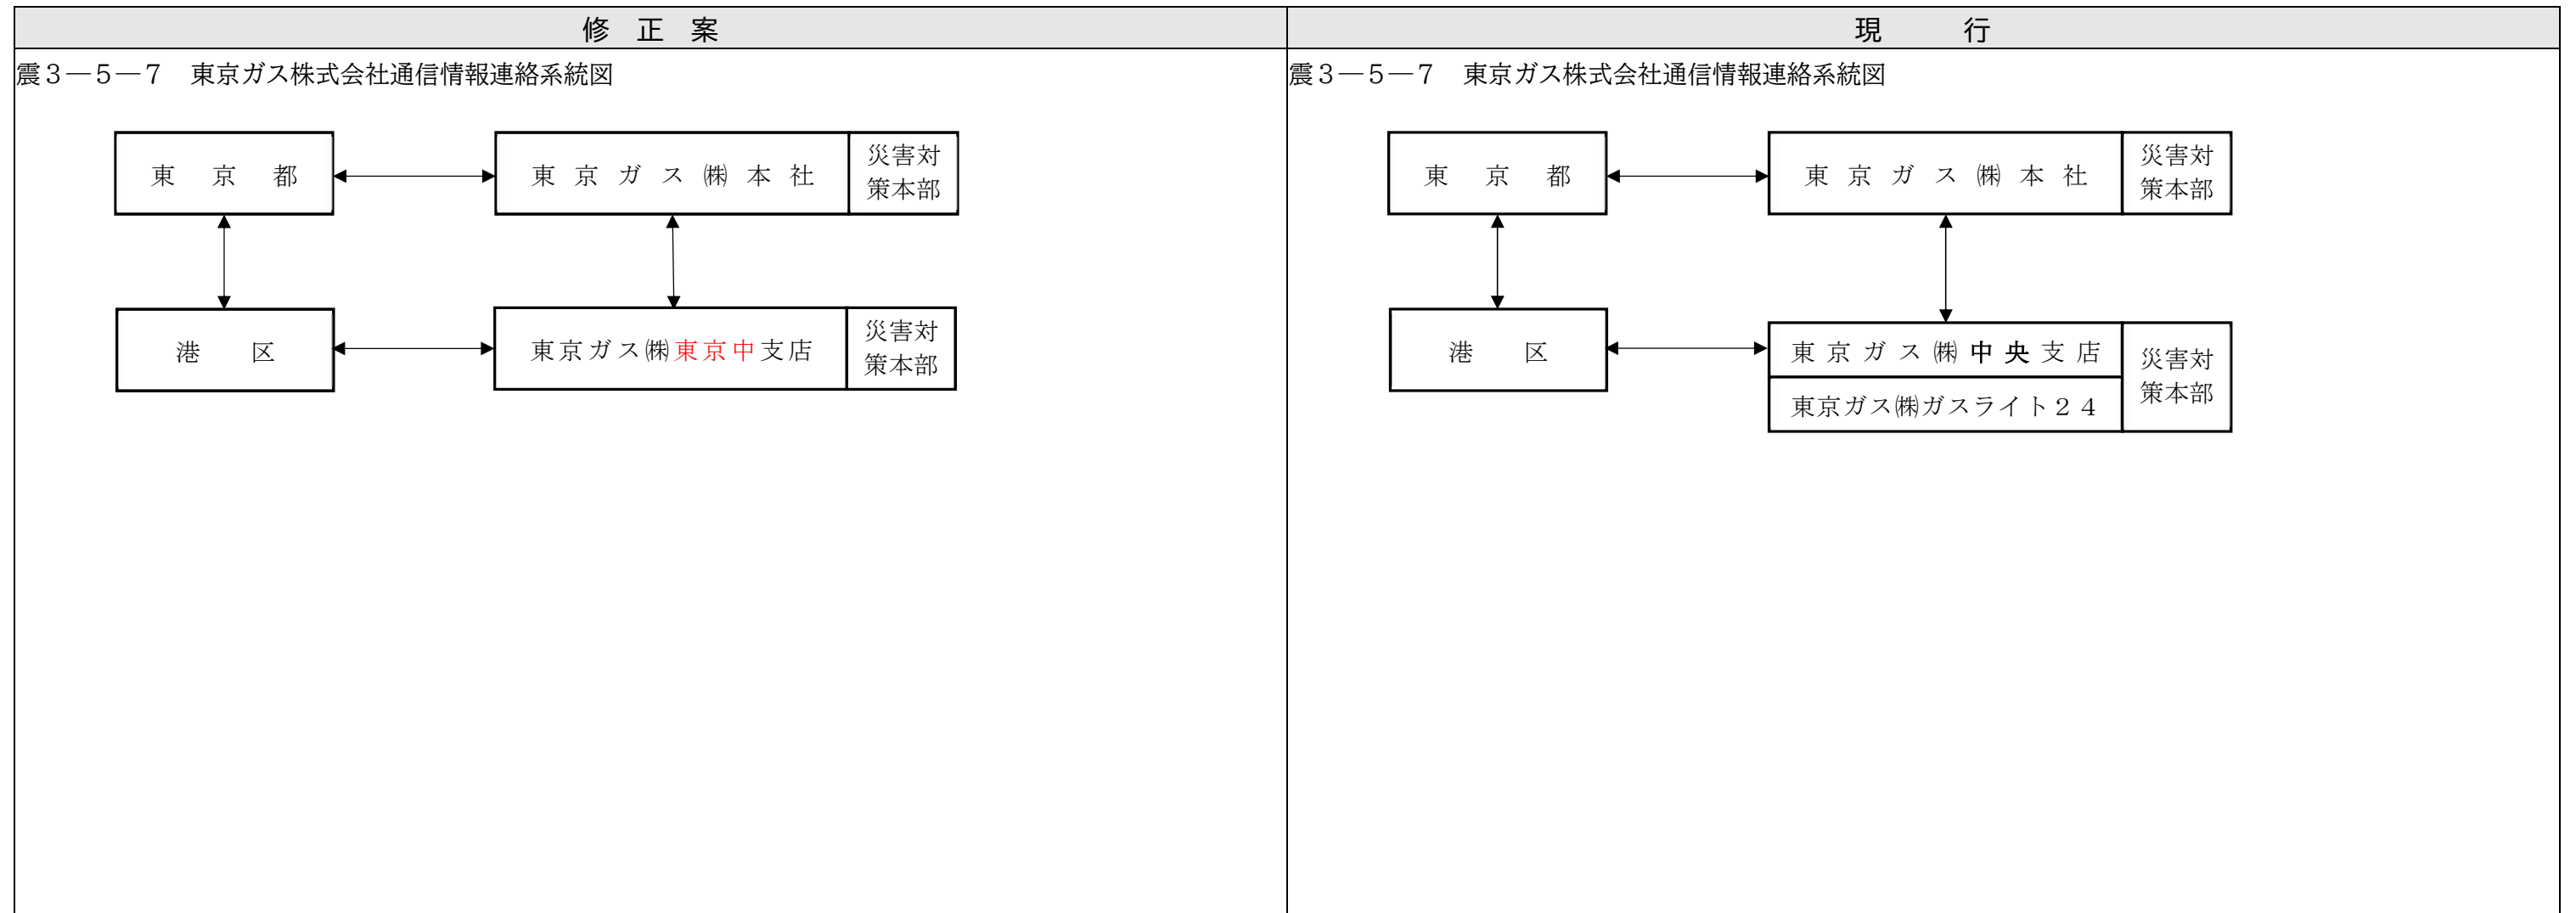 修 正 案
震３―５―７ 東京ガス株式会社通信情報連絡系統図
東 京 都
東 京 ガ ス ㈱ 本 社
災害対
策本部
港 区
東京ガス㈱東京中支店
災害対
策本部
現 行
震３―５―７ 東京ガス株式会社通信情報連絡系統図
東 京 都
東 京 ガ ス ㈱ 本 社
災害対
策本部
港 区
東 京 ガ ス ㈱ 中 央 支 店
東京ガス㈱ガスライト２４
災害対
策本部